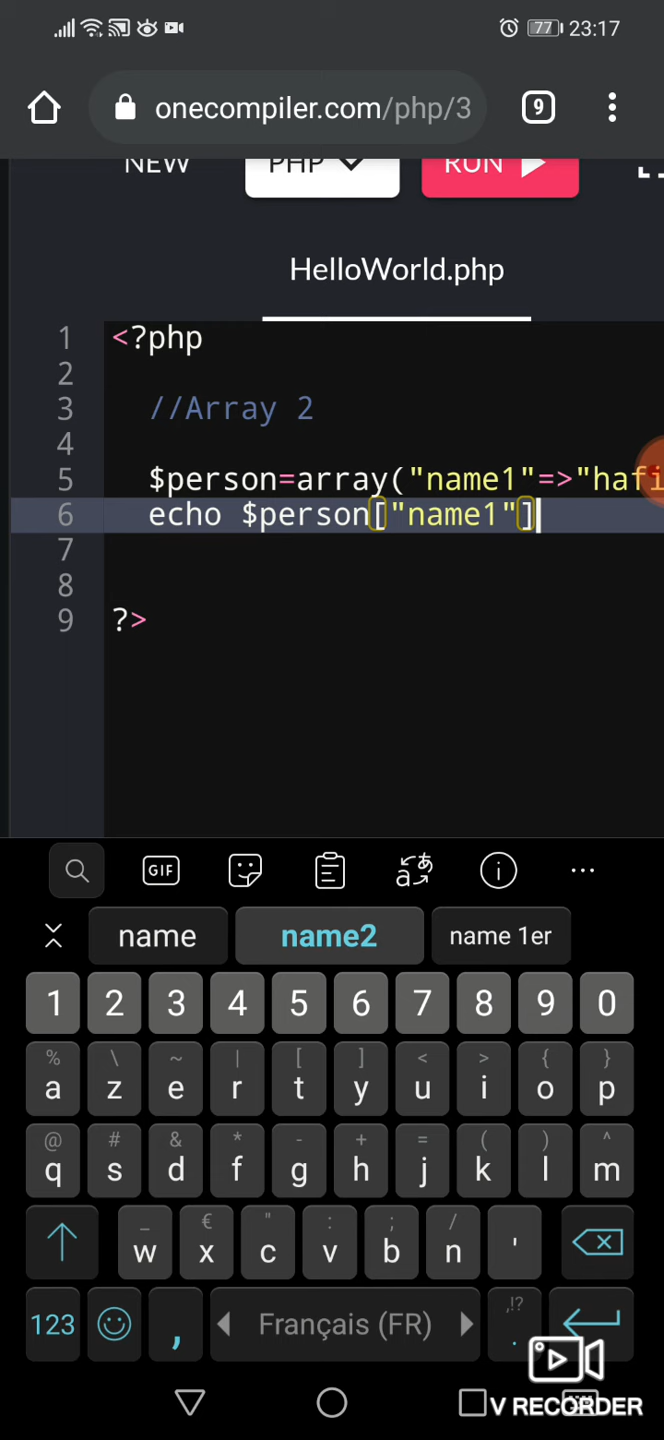 77 23:17
onecompiler.com/php/3 9
NEW PHP RUN
HelloWorld.php
1 <?php
2
3 //Array 2
4
5 $person=array("name1"=>"hafi
6 echo $person["name1"]
7
8
9 ?>
GIF
name name2 name 1er
1 2 3 4 5 6 7 8 9 0
% \ ~ | [ ] < > { }
a z e r t y u i o p
@ # & * - + = ( ) ^
q s d f g h j k l m
_ € " : ; /
w x c v b n '
,!?
123 , Français (FR) .
V RECORDER